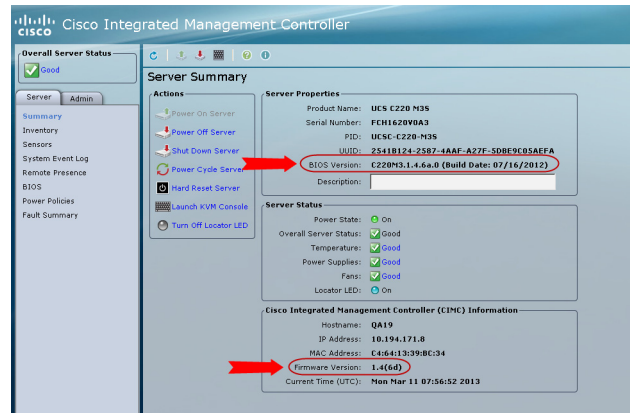 cisco Cisco Integrated Management Controller
Overall Server Status
Good
Server Admin
Summary
Inventory
Sensors
System Event Log
Remote Presence
BIOS
Power Policies
Fault Summary
Server Summary
Actions
Power On Server
Power Off Server
Shut Down Server
Power Cycle Server
Hard Reset Server
Launch KVM Console
Turn Off Locator LED
Server Properties
Product Name: UCS C220 M3S
Serial Number: FCH1620V0A3
PID: UCSC-C220-M3S
UUID: 2541B124-2587-4AAF-A27F-5DBE9C05AEFA
BIOS Version: C220M3.1.4.6a.0 (Build Date: 07/16/2012)
Description:
Server Status
Power State: On
Overall Server Status: Good
Temperature: Good
Power Supplies: Good
Fans: Good
Locator LED: On
Cisco Integrated Management Controller (CIMC) Information
Hostname: QA19
IP Address: 10.194.171.8
MAC Address: C4:64:13:39:BC:34
Firmware Version: 1.4(6d)
Current Time (UTC): Mon Mar 11 07:56:52 2013